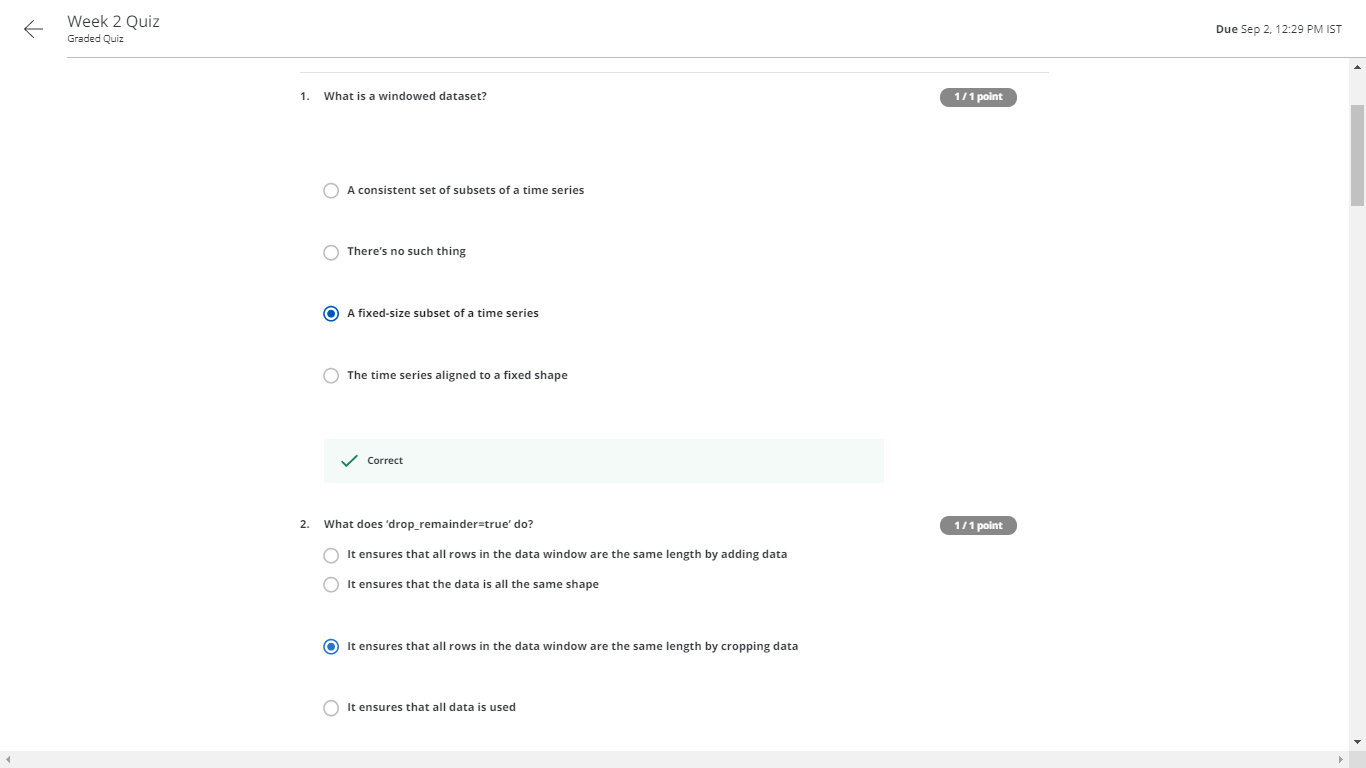 Week 2 Quiz
Graded Quiz
Due Sep 2, 12:29 PM IST
1. What is a windowed dataset?
1 / 1 point
A consistent set of subsets of a time series
There’s no such thing
A fixed-size subset of a time series
The time series aligned to a fixed shape
Correct
2. What does ‘drop_remainder=true’ do?
1 / 1 point
It ensures that all rows in the data window are the same length by adding data
It ensures that the data is all the same shape
It ensures that all rows in the data window are the same length by cropping data
It ensures that all data is used